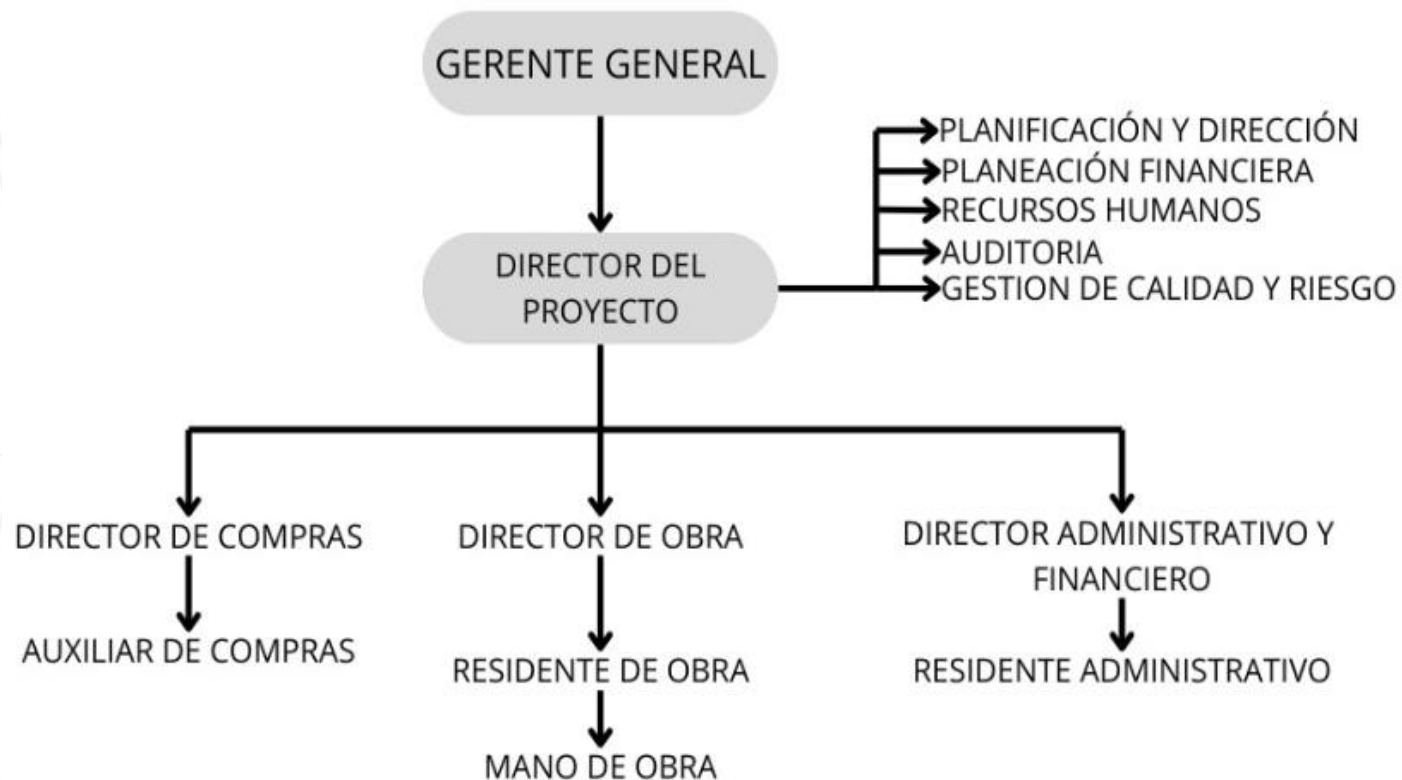 GERENTE GENERAL
PLANIFICACIÓN Y DIRECCIÓN
PLANEACIÓN FINANCIERA
RECURSOS HUMANOS
AUDITORIA
GESTION DE CALIDAD Y RIESGO
DIRECTOR DEL
PROYECTO
DIRECTOR DE COMPRAS
DIRECTOR DE OBRA
DIRECTOR ADMINISTRATIVO Y
FINANCIERO
AUXILIAR DE COMPRAS
RESIDENTE DE OBRA
RESIDENTE ADMINISTRATIVO
MANO DE OBRA